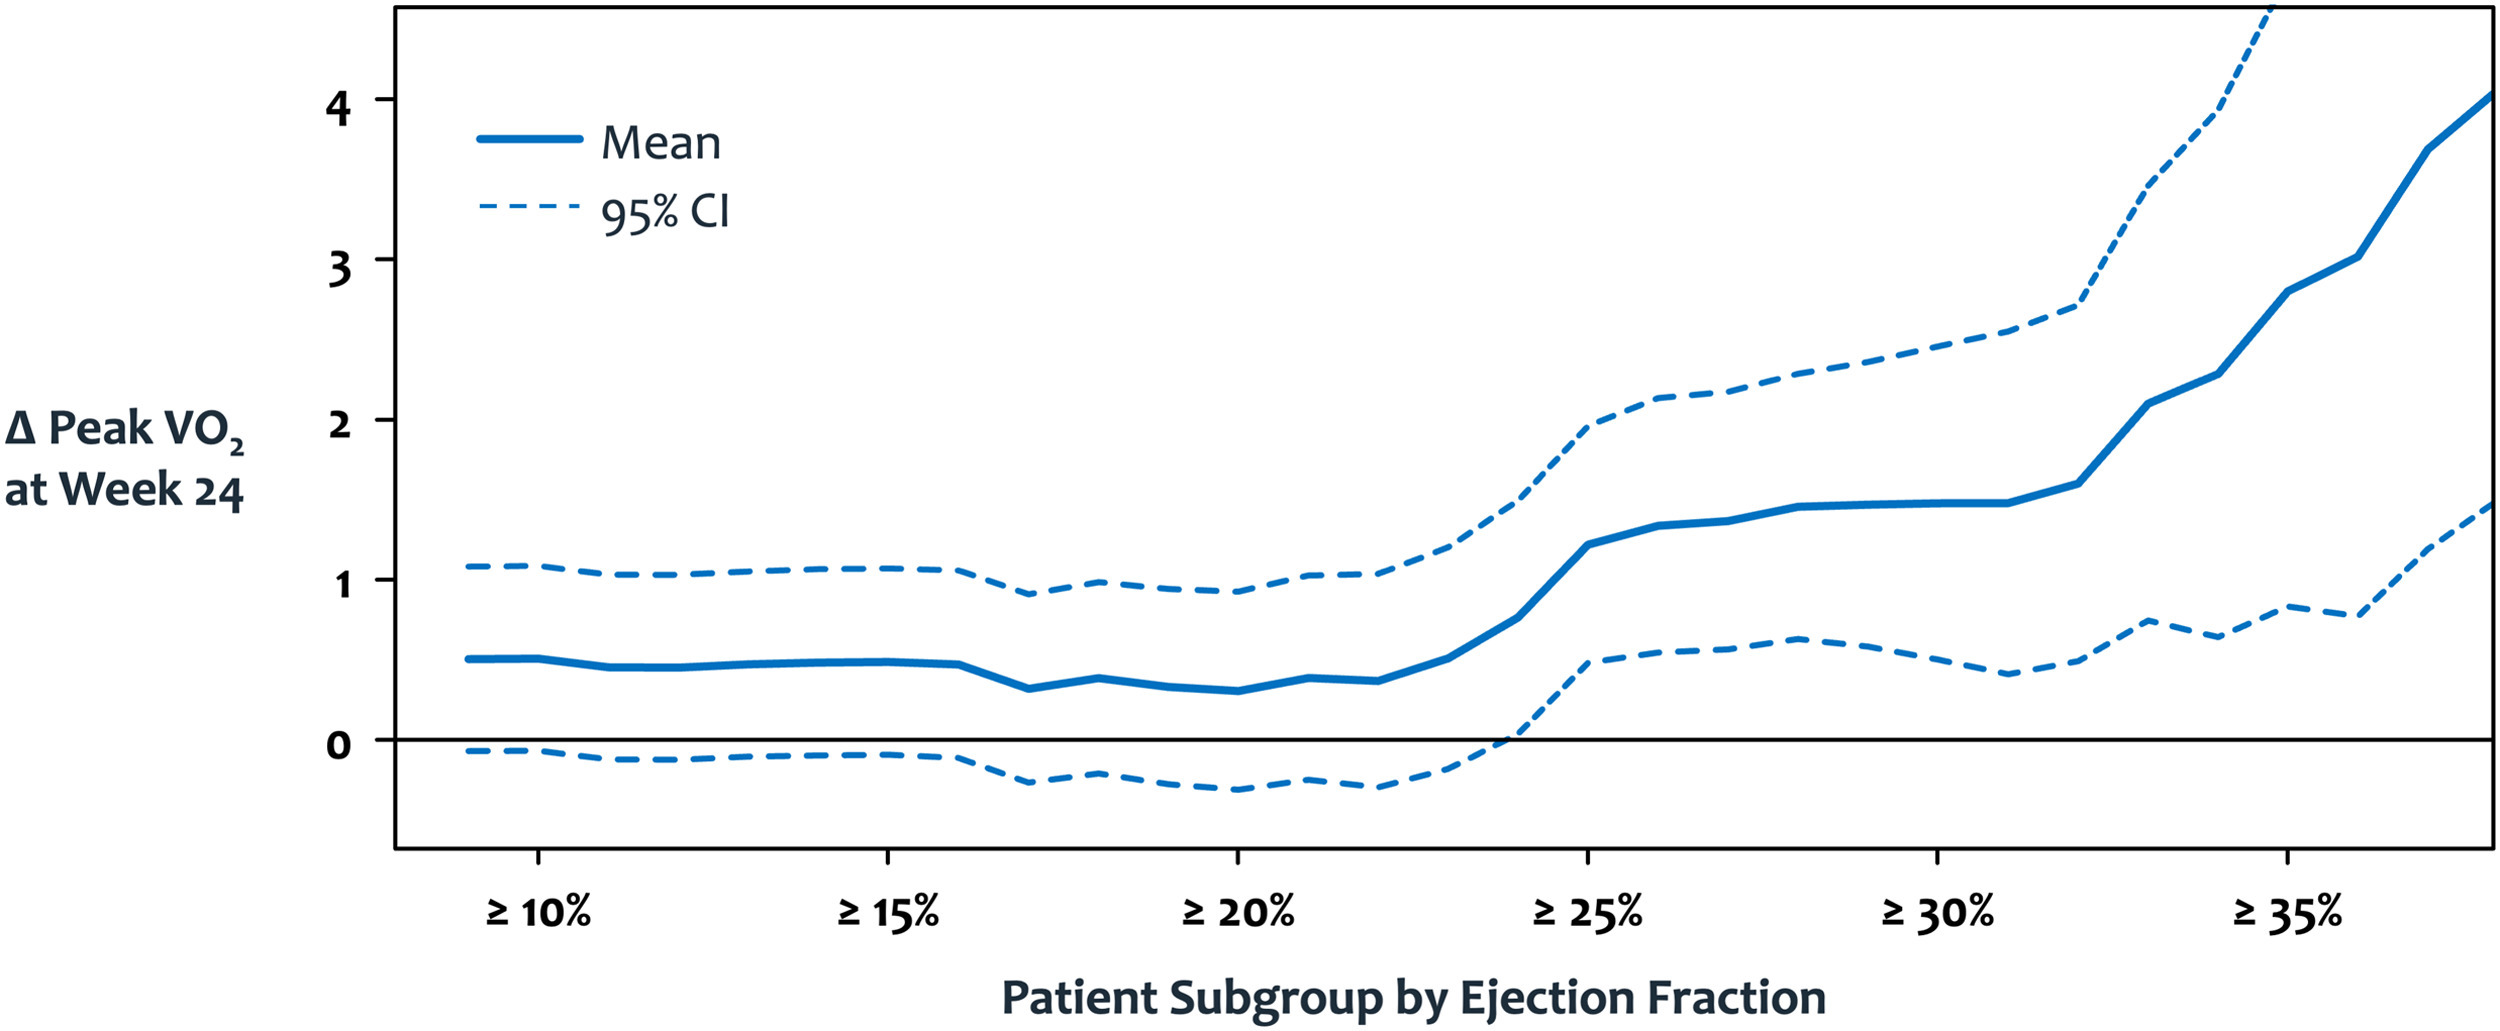 4
3
2
1
0
Mean
95% CI
Δ Peak VO₂
at Week 24
≥ 10%
≥ 15%
≥ 20%
≥ 25%
≥ 30%
≥ 35%
Patient Subgroup by Ejection Fraction